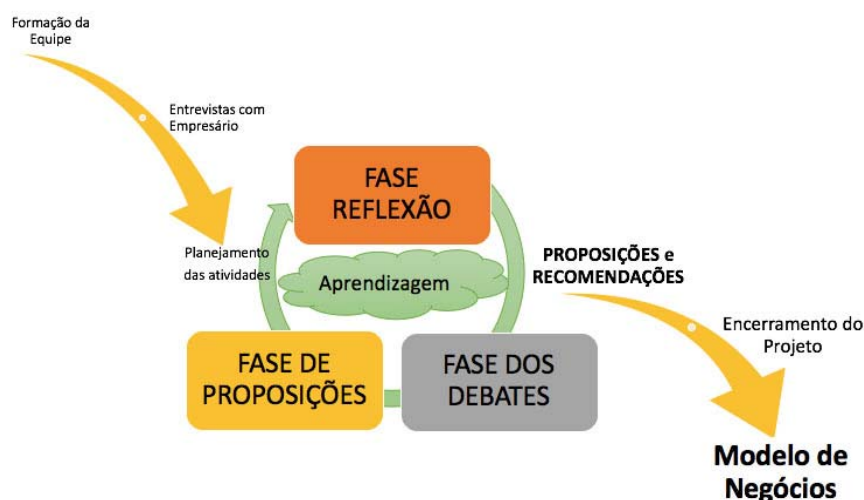 Formação da
Equipe
Entrevistas com
Empresário
FASE
REFLEXÃO
Planejamento
das atividades
Aprendizagem
PROPOSIÇÕES e
RECOMENDAÇÕES
FASE DE
PROPOSIÇÕES
FASE DOS
DEBATES
Encerramento do
Projeto
Modelo de
Negócios